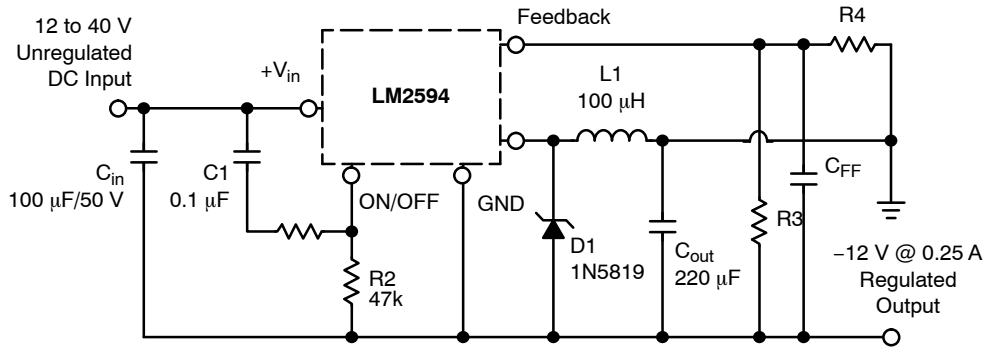 12 to 40 V
Unregulated
DC Input
+Vin
LM2594
Feedback
R4
L1
100 μH
Cin
100 μF/50 V
C1
0.1 μF
ON/OFF
GND
R2
47k
D1
1N5819
Cout
220 μF
R3
CFF
−12 V @ 0.25 A
Regulated
Output